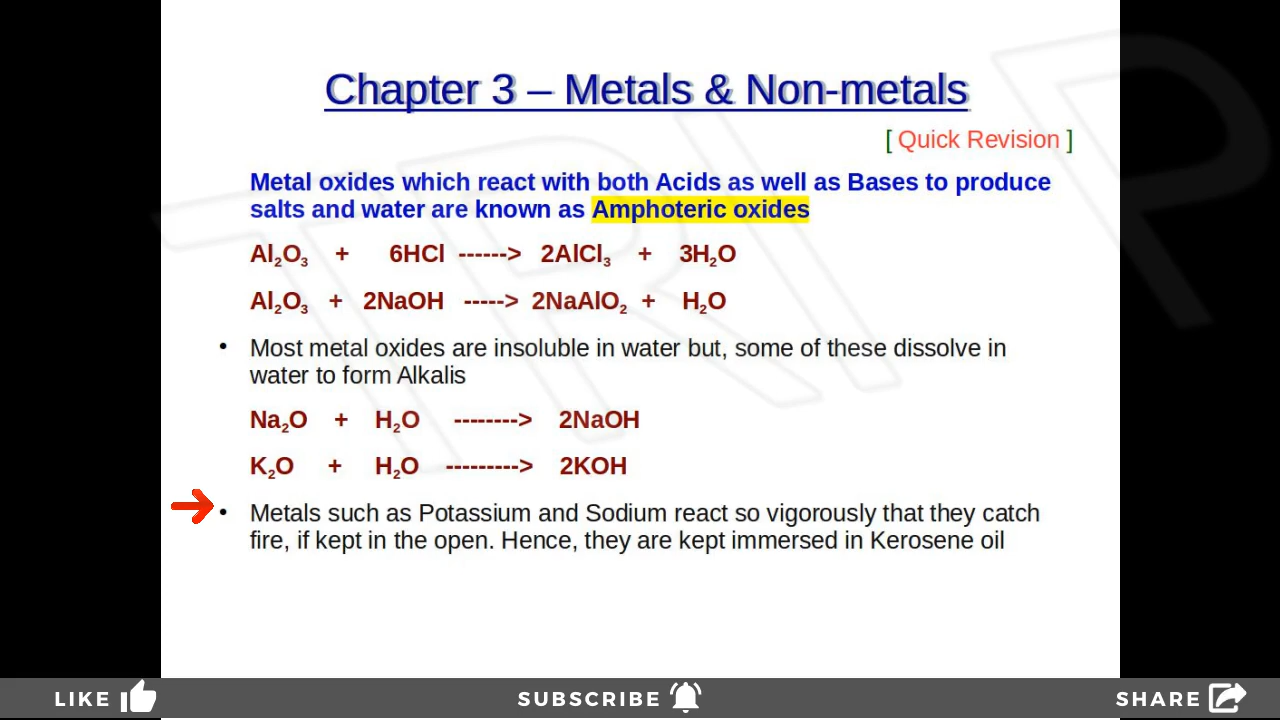 Chapter 3 – Metals & Non-metals
[ Quick Revision ]
Metal oxides which react with both Acids as well as Bases to produce
salts and water are known as Amphoteric oxides
Al₂O₃ + 6HCl ------> 2AlCl₃ + 3H₂O
Al₂O₃ + 2NaOH -----> 2NaAlO₂ + H₂O
• Most metal oxides are insoluble in water but, some of these dissolve in
water to form Alkalis
Na₂O + H₂O --------> 2NaOH
K₂O + H₂O ---------> 2KOH
• Metals such as Potassium and Sodium react so vigorously that they catch
fire, if kept in the open. Hence, they are kept immersed in Kerosene oil
LIKE SUBSCRIBE SHARE